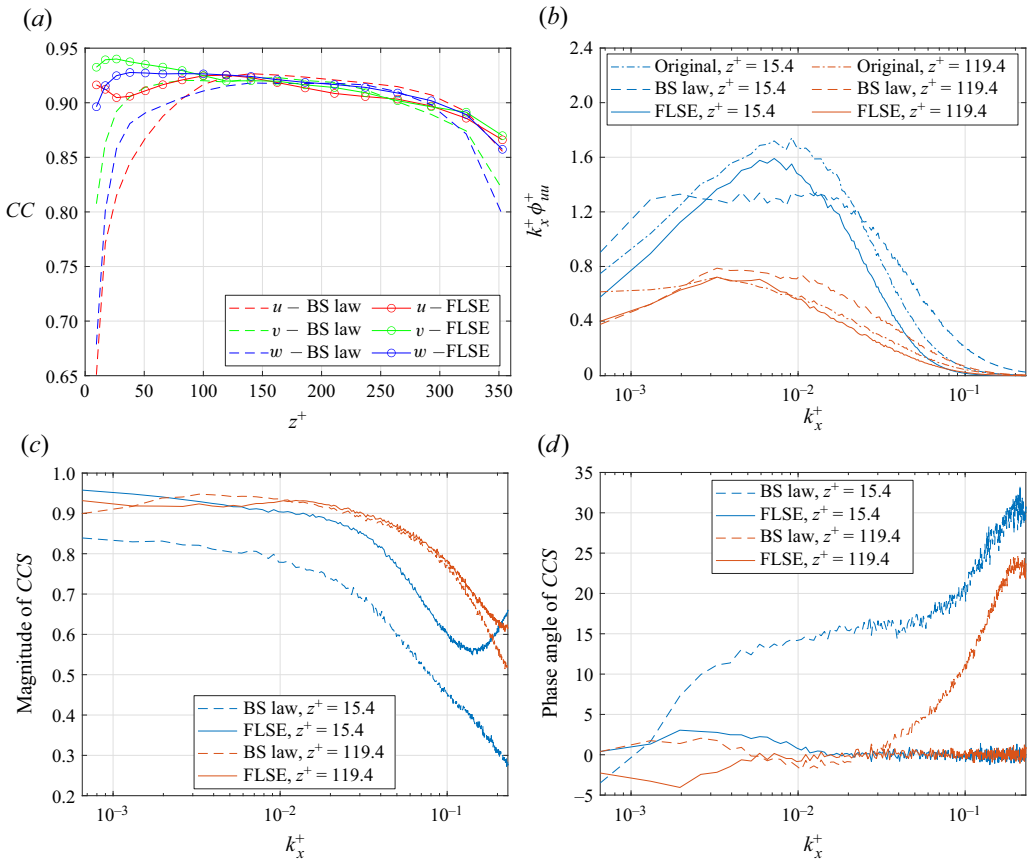 (a)
0.95
0.90
0.85
0.80
0.75
0.70
0.65
CC
0 50 100 150 200 250 300 350
z⁺
u – BS law u – FLSE
v – BS law v – FLSE
w – BS law w – FLSE
(b)
2.4
2.0
1.6
1.2
0.8
0.4
0
kₓ⁺ϕᵤᵤ⁺
10⁻³ 10⁻² 10⁻¹
kₓ⁺
Original, z⁺ = 15.4 Original, z⁺ = 119.4
BS law, z⁺ = 15.4 BS law, z⁺ = 119.4
FLSE, z⁺ = 15.4 FLSE, z⁺ = 119.4
(c)
1.0
0.9
0.8
0.7
0.6
0.5
0.4
0.3
0.2
Magnitude of CCS
10⁻³ 10⁻² 10⁻¹
kₓ⁺
BS law, z⁺ = 15.4
FLSE, z⁺ = 15.4
BS law, z⁺ = 119.4
FLSE, z⁺ = 119.4
(d)
35
30
25
20
15
10
5
0
−5
Phase angle of CCS
10⁻³ 10⁻² 10⁻¹
kₓ⁺
BS law, z⁺ = 15.4
FLSE, z⁺ = 15.4
BS law, z⁺ = 119.4
FLSE, z⁺ = 119.4